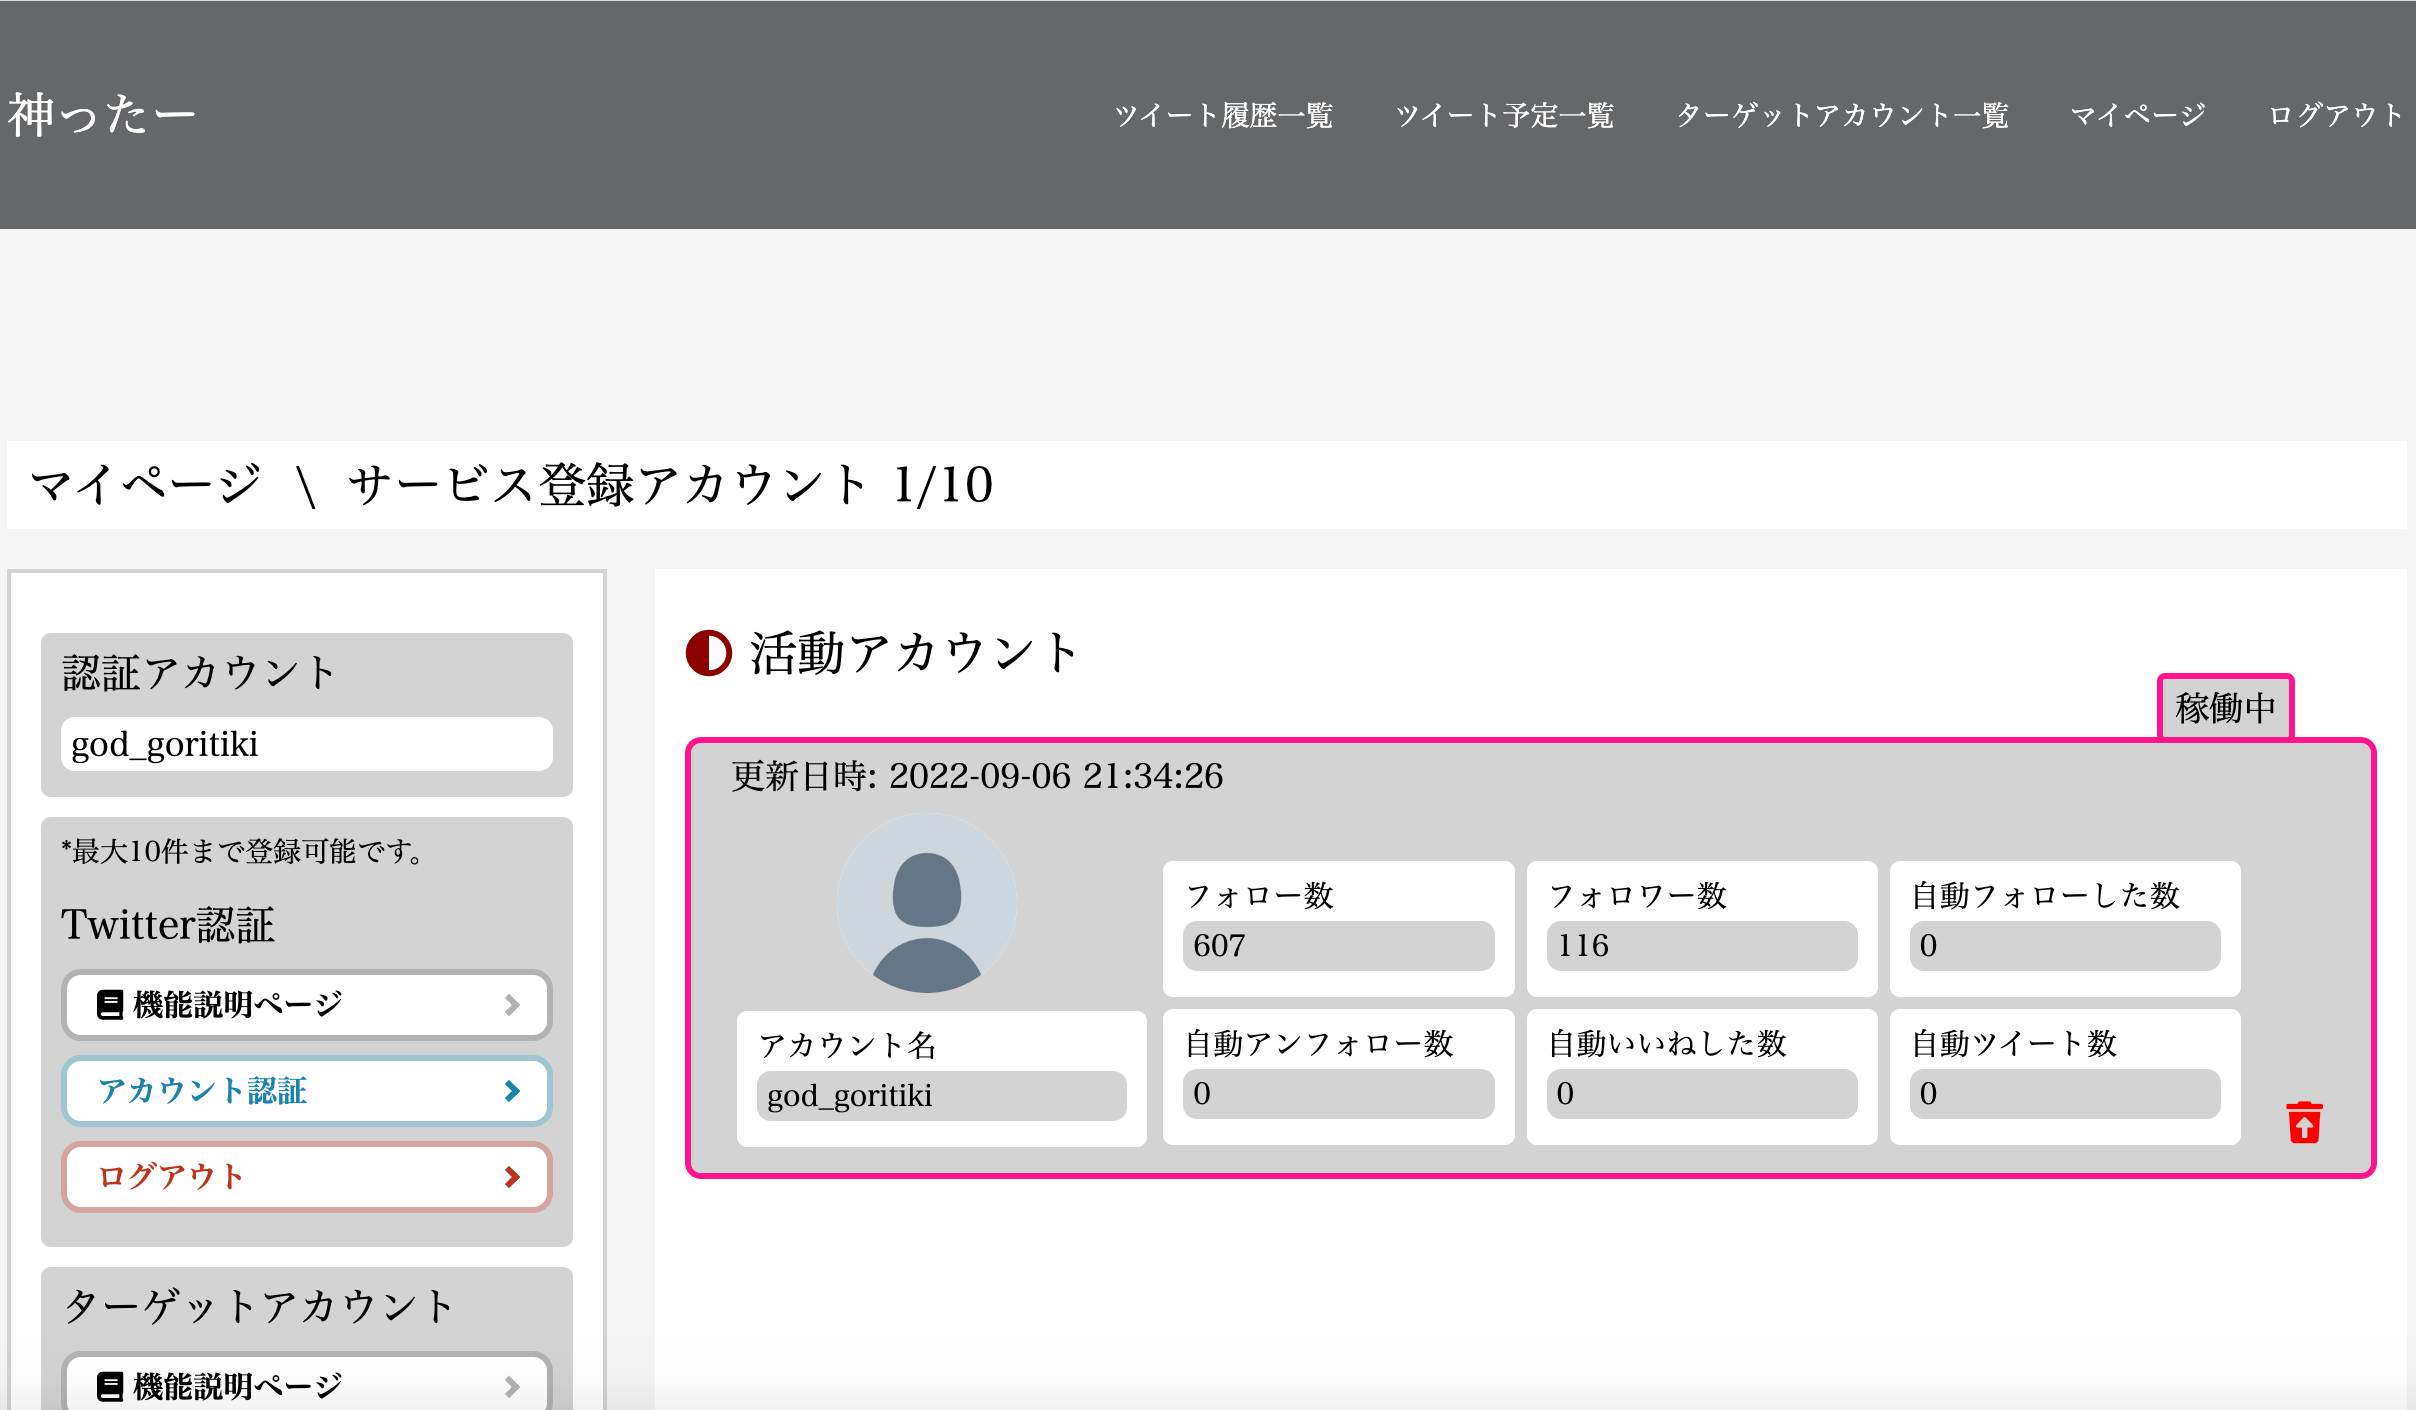 神ったー
ツイート履歴一覧 ツイート予定一覧 ターゲットアカウント一覧 マイページ ログアウト
マイページ \ サービス登録アカウント 1/10
認証アカウント
god_goritiki
*最大10件まで登録可能です。
Twitter認証
機能説明ページ
アカウント認証
ログアウト
ターゲットアカウント
機能説明ページ
活動アカウント
稼働中
更新日時: 2022-09-06 21:34:26
アカウント名
god_goritiki
フォロー数
607
フォロワー数
116
自動フォローした数
0
自動アンフォロー数
0
自動いいねした数
0
自動ツイート数
0